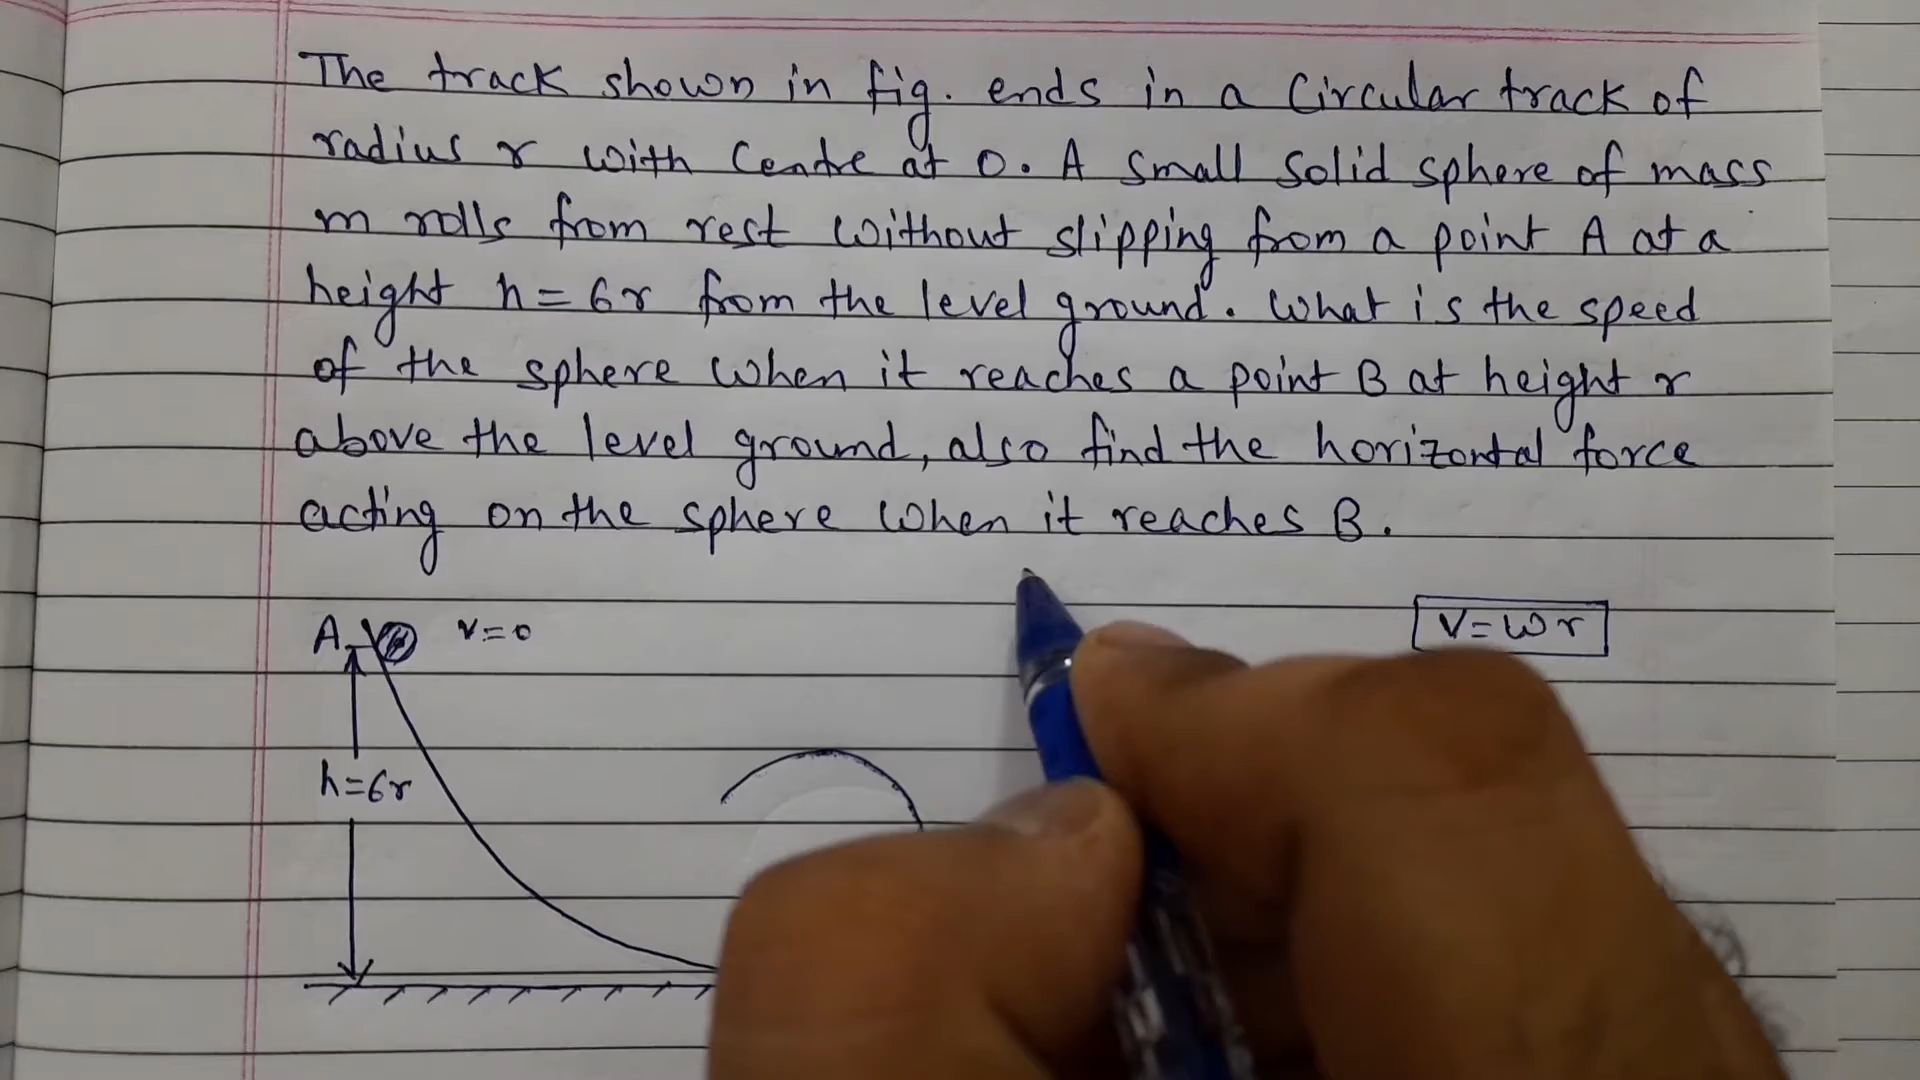 The track shown in fig. ends in a Circular track of
radius r with Centre at O. A small solid sphere of mass
m rolls from rest without slipping from a point A at a
height h=6r from the level ground. What is the speed
of the sphere when it reaches a point B at height r
above the level ground, also find the horizontal force
acting on the sphere when it reaches B.
A v=0
V=ωr
h=6r